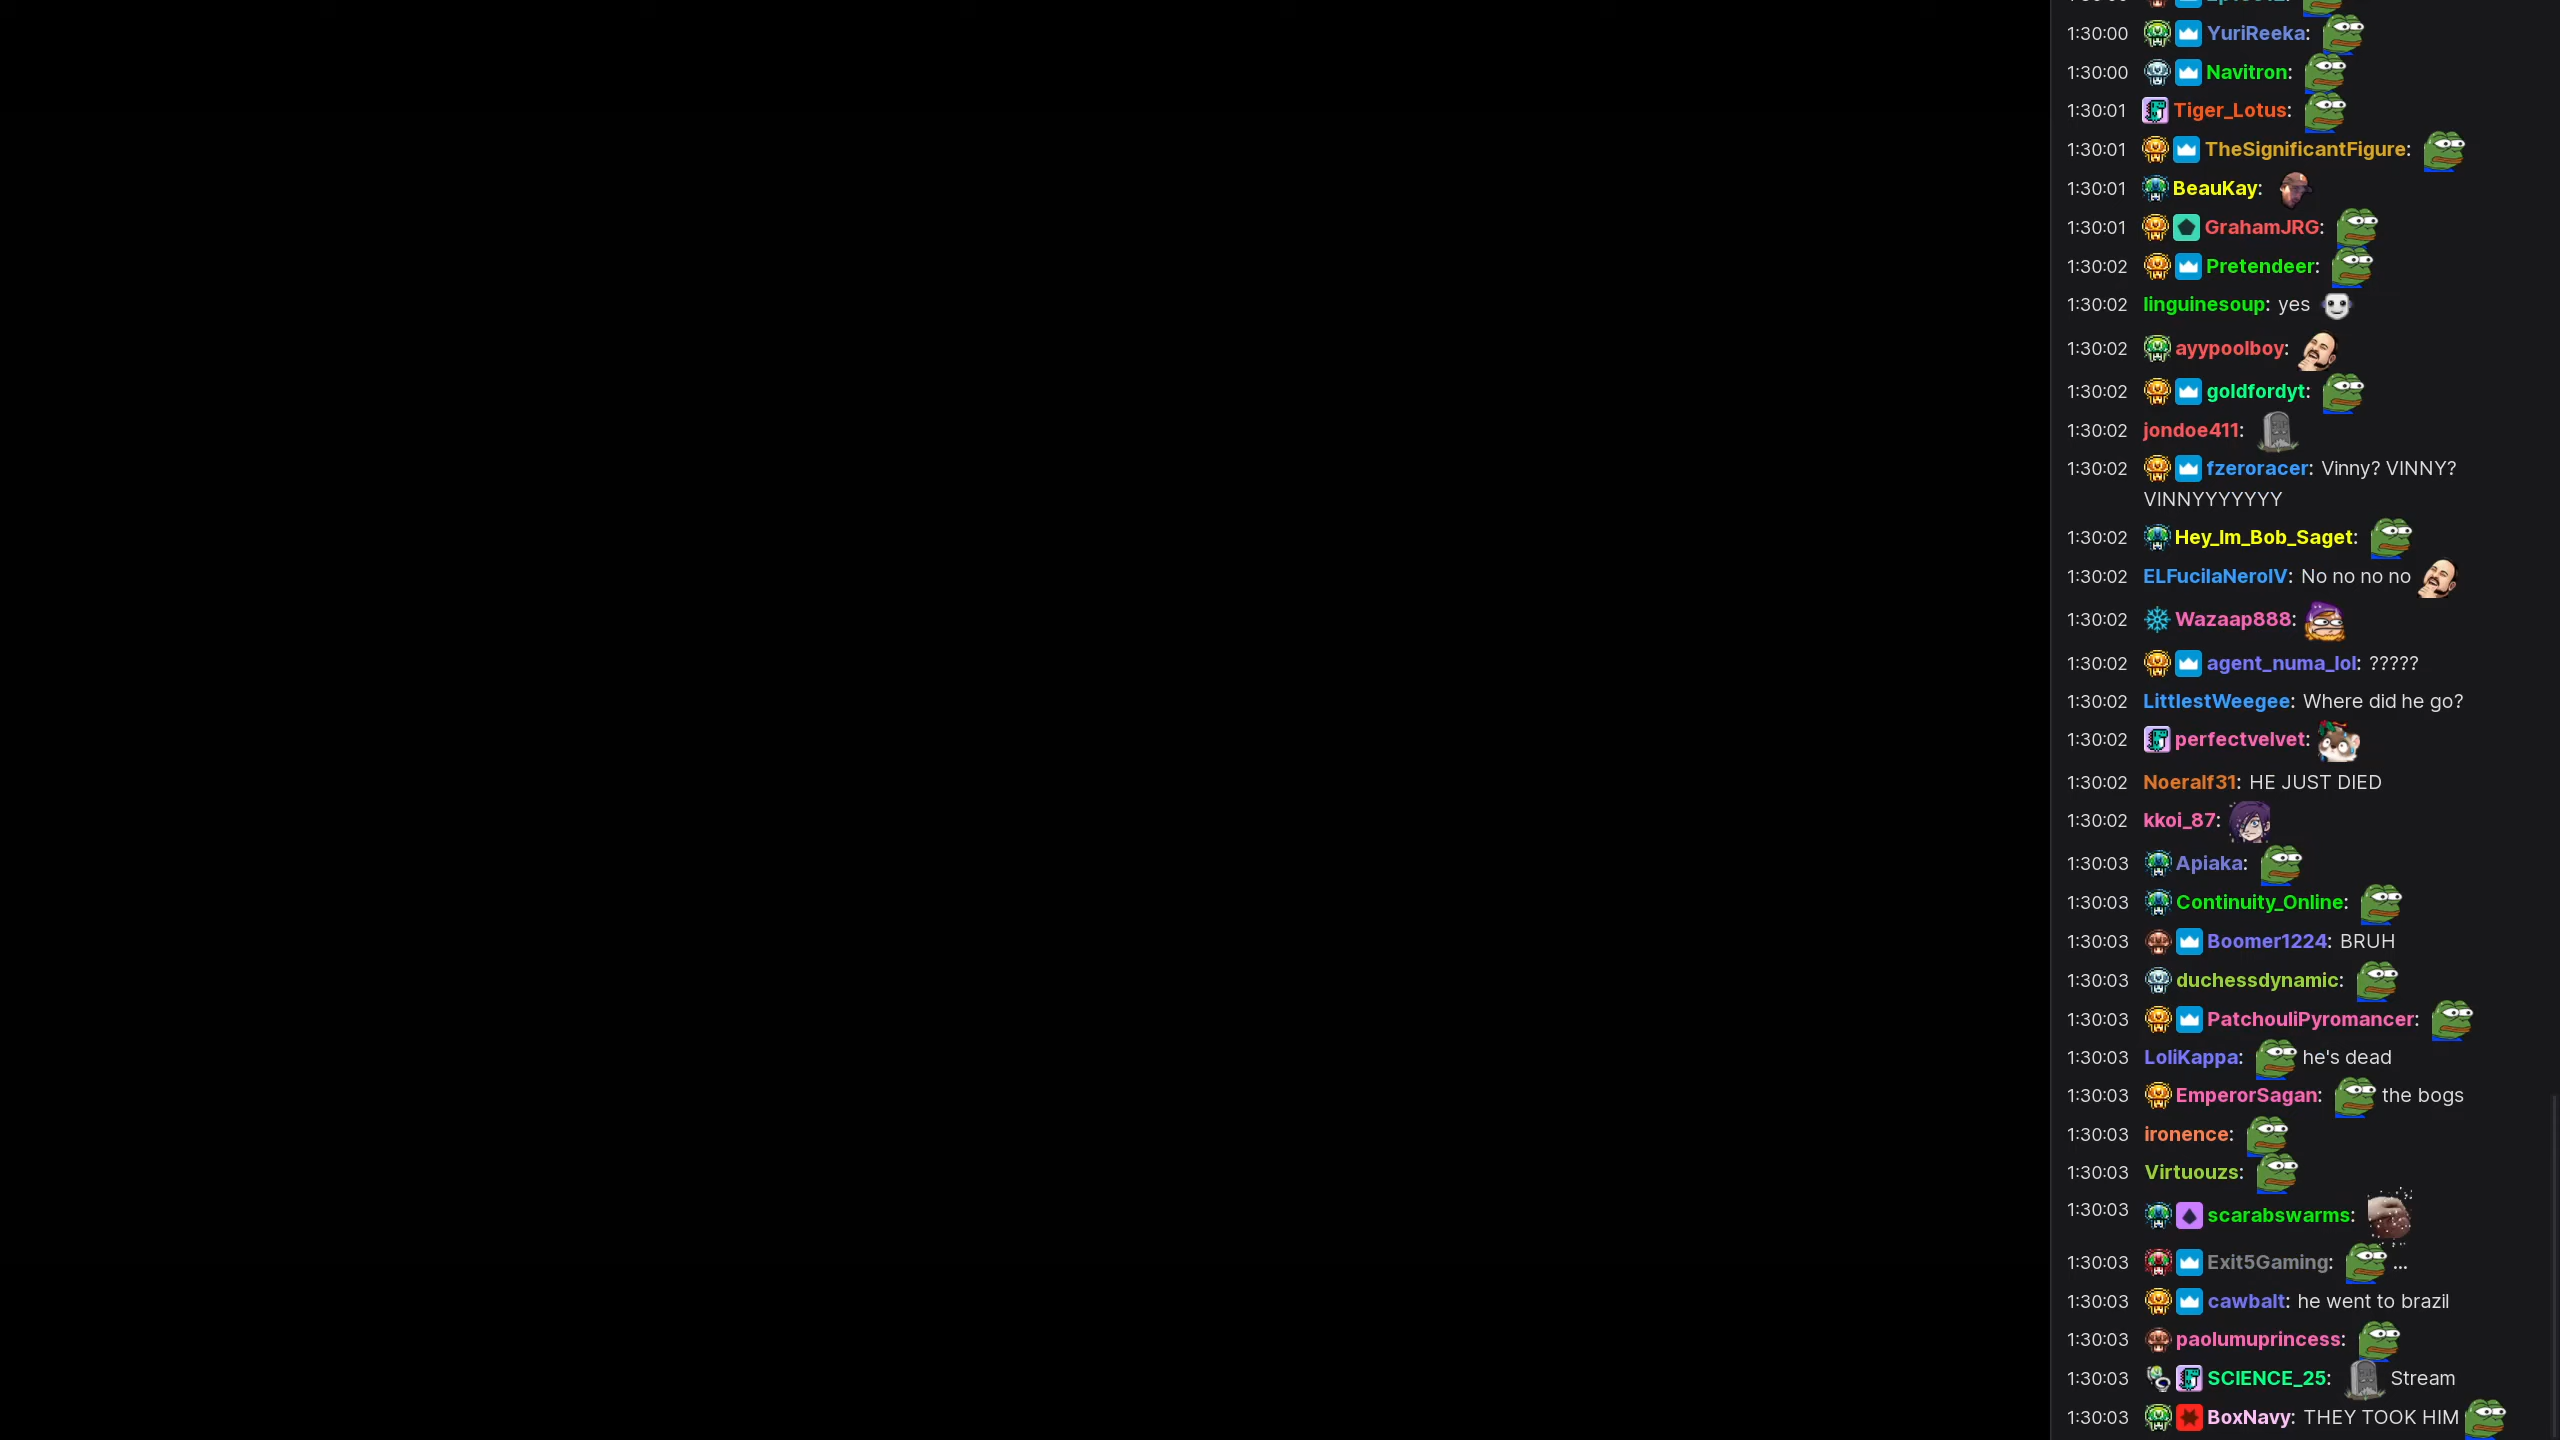 1:30:00 YuriReeka:
1:30:00 Navitron:
1:30:01 Tiger_Lotus:
1:30:01 TheSignificantFigure:
1:30:01 BeauKay:
1:30:01 GrahamJRG:
1:30:02 Pretendeer:
1:30:02 linguinesoup: yes
1:30:02 ayypoolboy:
1:30:02 goldfordyt:
1:30:02 jondoe411:
1:30:02 fzeroracer: Vinny? VINNY?
VINNYYYYYYY
1:30:02 Hey_Im_Bob_Saget:
1:30:02 ELFucilaNeroIV: No no no no
1:30:02 Wazaap888:
1:30:02 agent_numa_lol: ?????
1:30:02 LittlestWeegee: Where did he go?
1:30:02 perfectvelvet:
1:30:02 Noeralf31: HE JUST DIED
1:30:02 kkoi_87:
1:30:03 Apiaka:
1:30:03 Continuity_Online:
1:30:03 Boomer1224: BRUH
1:30:03 duchessdynamic:
1:30:03 PatchouliPyromancer:
1:30:03 LoliKappa: he's dead
1:30:03 EmperorSagan: the bogs
1:30:03 ironence:
1:30:03 Virtuouzs:
1:30:03 scarabswarms:
1:30:03 Exit5Gaming: ...
1:30:03 cawbalt: he went to brazil
1:30:03 paolumuprincess:
1:30:03 SCIENCE_25: Stream
1:30:03 BoxNavy: THEY TOOK HIM